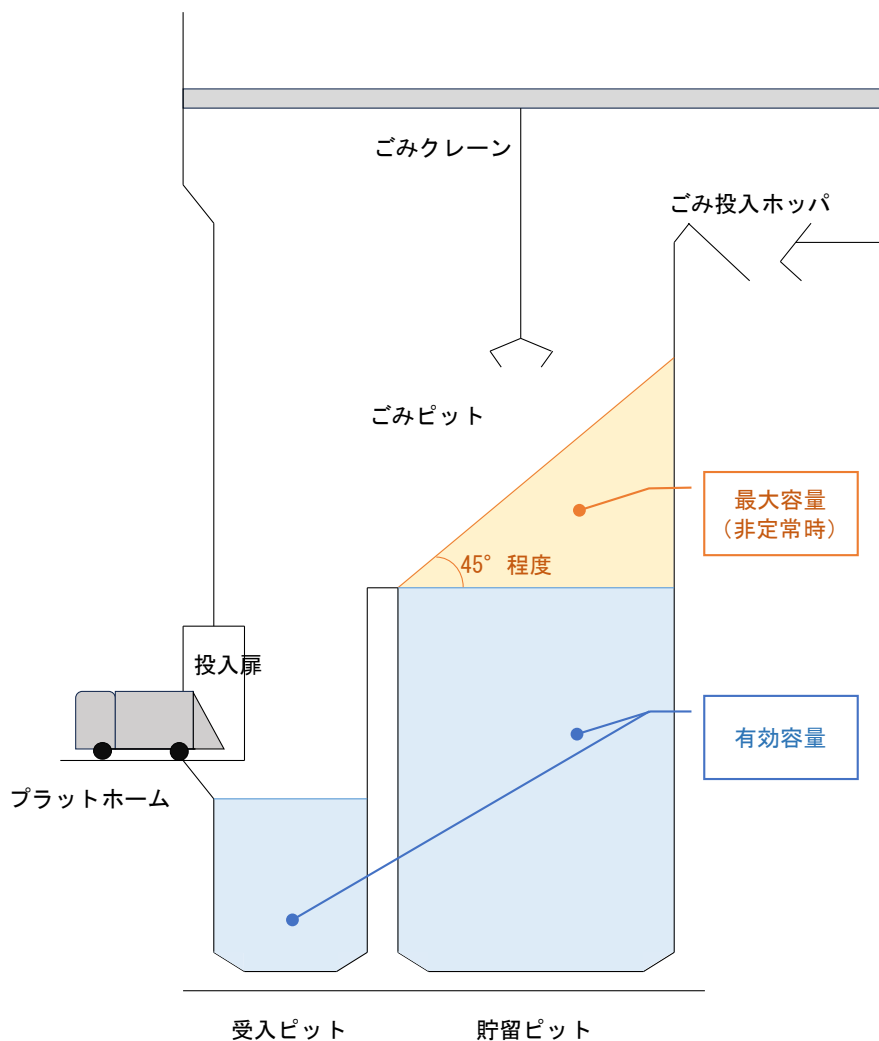 ごみクレーン
ごみ投入ホッパ
ごみピット
最大容量
（非定常時）
45°程度
投入扉
有効容量
プラットホーム
受入ピット
貯留ピット